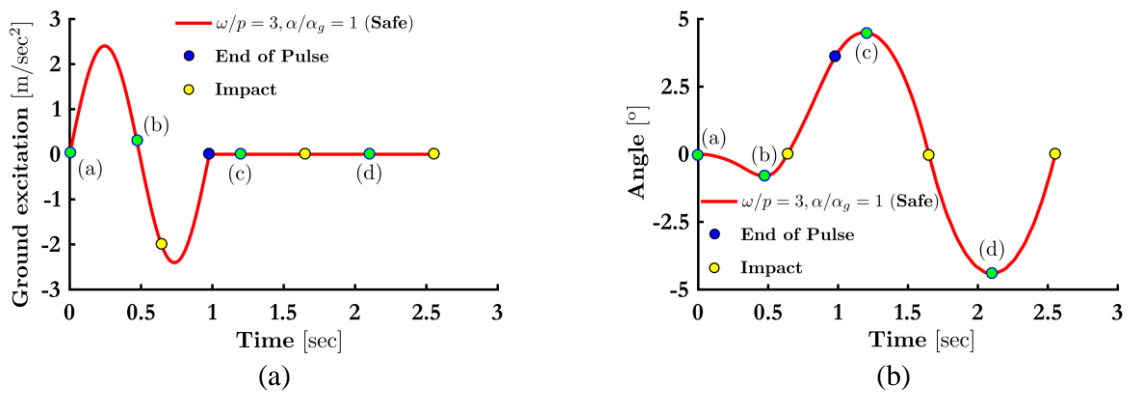 Ground excitation [m/sec²]
3
2
1
0
-1
-2
-3
ω/p = 3, α/α_g = 1 (Safe)
End of Pulse
Impact
(a)
(b)
(c)
(d)
0 0.5 1 1.5 2 2.5 3
Time [sec]
(a)
Angle [º]
5
2.5
0
-2.5
-5
(a)
(b)
(c)
(d)
ω/p = 3, α/α_g = 1 (Safe)
End of Pulse
Impact
0 0.5 1 1.5 2 2.5 3
Time [sec]
(b)